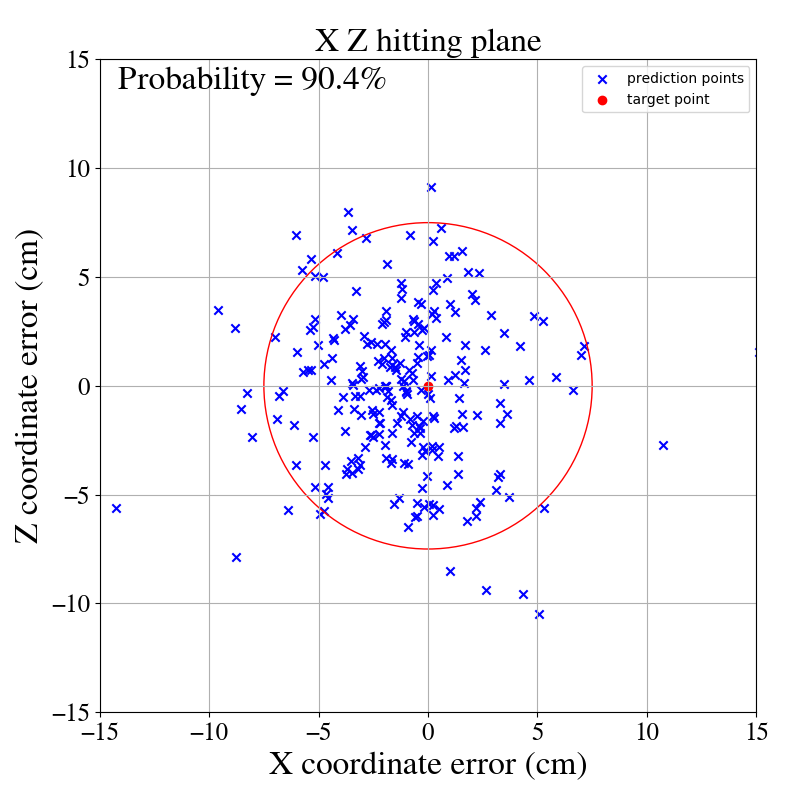 X Z hitting plane
Probability = 90.4%
prediction points
target point
Z coordinate error (cm)
15
10
5
0
−5
−10
−15
−15
−10
−5
0
5
10
15
X coordinate error (cm)